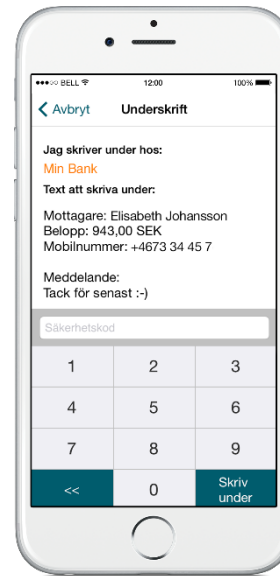 BELL 12:00 100%
Avbryt Underskrift
Jag skriver under hos:
Min Bank
Text att skriva under:
Mottagare: Elisabeth Johansson
Belopp: 943,00 SEK
Mobilnummer: +4673 34 45 7
Meddelande:
Tack för senast :-)
Säkerhetskod
1 2 3
4 5 6
7 8 9
<< 0 Skriv
under